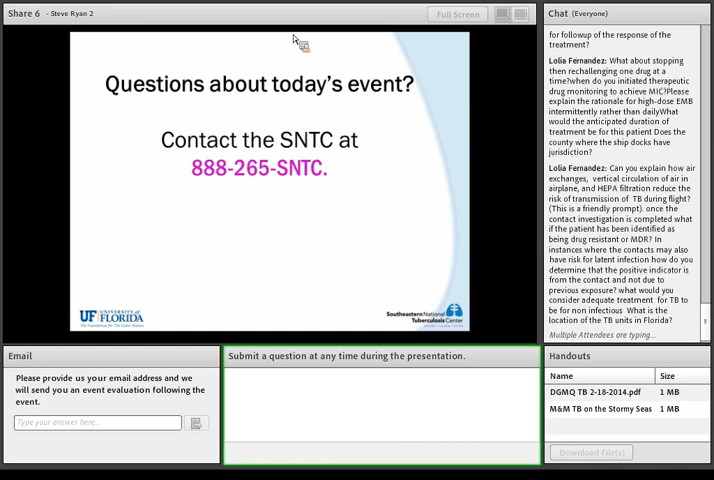 Share 6 - Steve Ryan 2
Full Screen
Questions about today's event?
Contact the SNTC at
888-265-SNTC.
UF UNIVERSITY of
FLORIDA
The Foundation for The Gator Nation
Southeastern National
Tuberculosis Center
Chat (Everyone)
for followup of the response of the
treatment?
Lolia Fernandez: What about stopping
then rechallenging one drug at a
time?when do you initiated therapeutic
drug monitoring to achieve MIC?Please
explain the rationale for high-dose EMB
intermittently rather than dailyWhat
would the anticipated duration of
treatment be for this patient Does the
county where the ship docks have
jurisdiction?
Lolia Fernandez: Can you explain how air
exchanges, vertical circulation of air in
airplane, and HEPA filtration reduce the
risk of transmission of TB during flight?
(This is a friendly prompt). once the
contact investigation is completed what
if the patient has been identified as
being drug resistant or MDR? In
instances where the contacts may also
have risk for latent infection how do you
determine that the positive indicator is
from the contact and not due to
previous exposure? what would you
consider adequate treatment for TB to
be for non infectious What is the
location of the TB units in Florida?
Multiple Attendees are typing...
Email
Please provide us your email address and we
will send you an event evaluation following the
event.
Type your answer here...
Submit a question at any time during the presentation.
Handouts
Name Size
DGMQ TB 2-18-2014.pdf 1 MB
M&M TB on the Stormy Seas 1 MB
Download File(s)